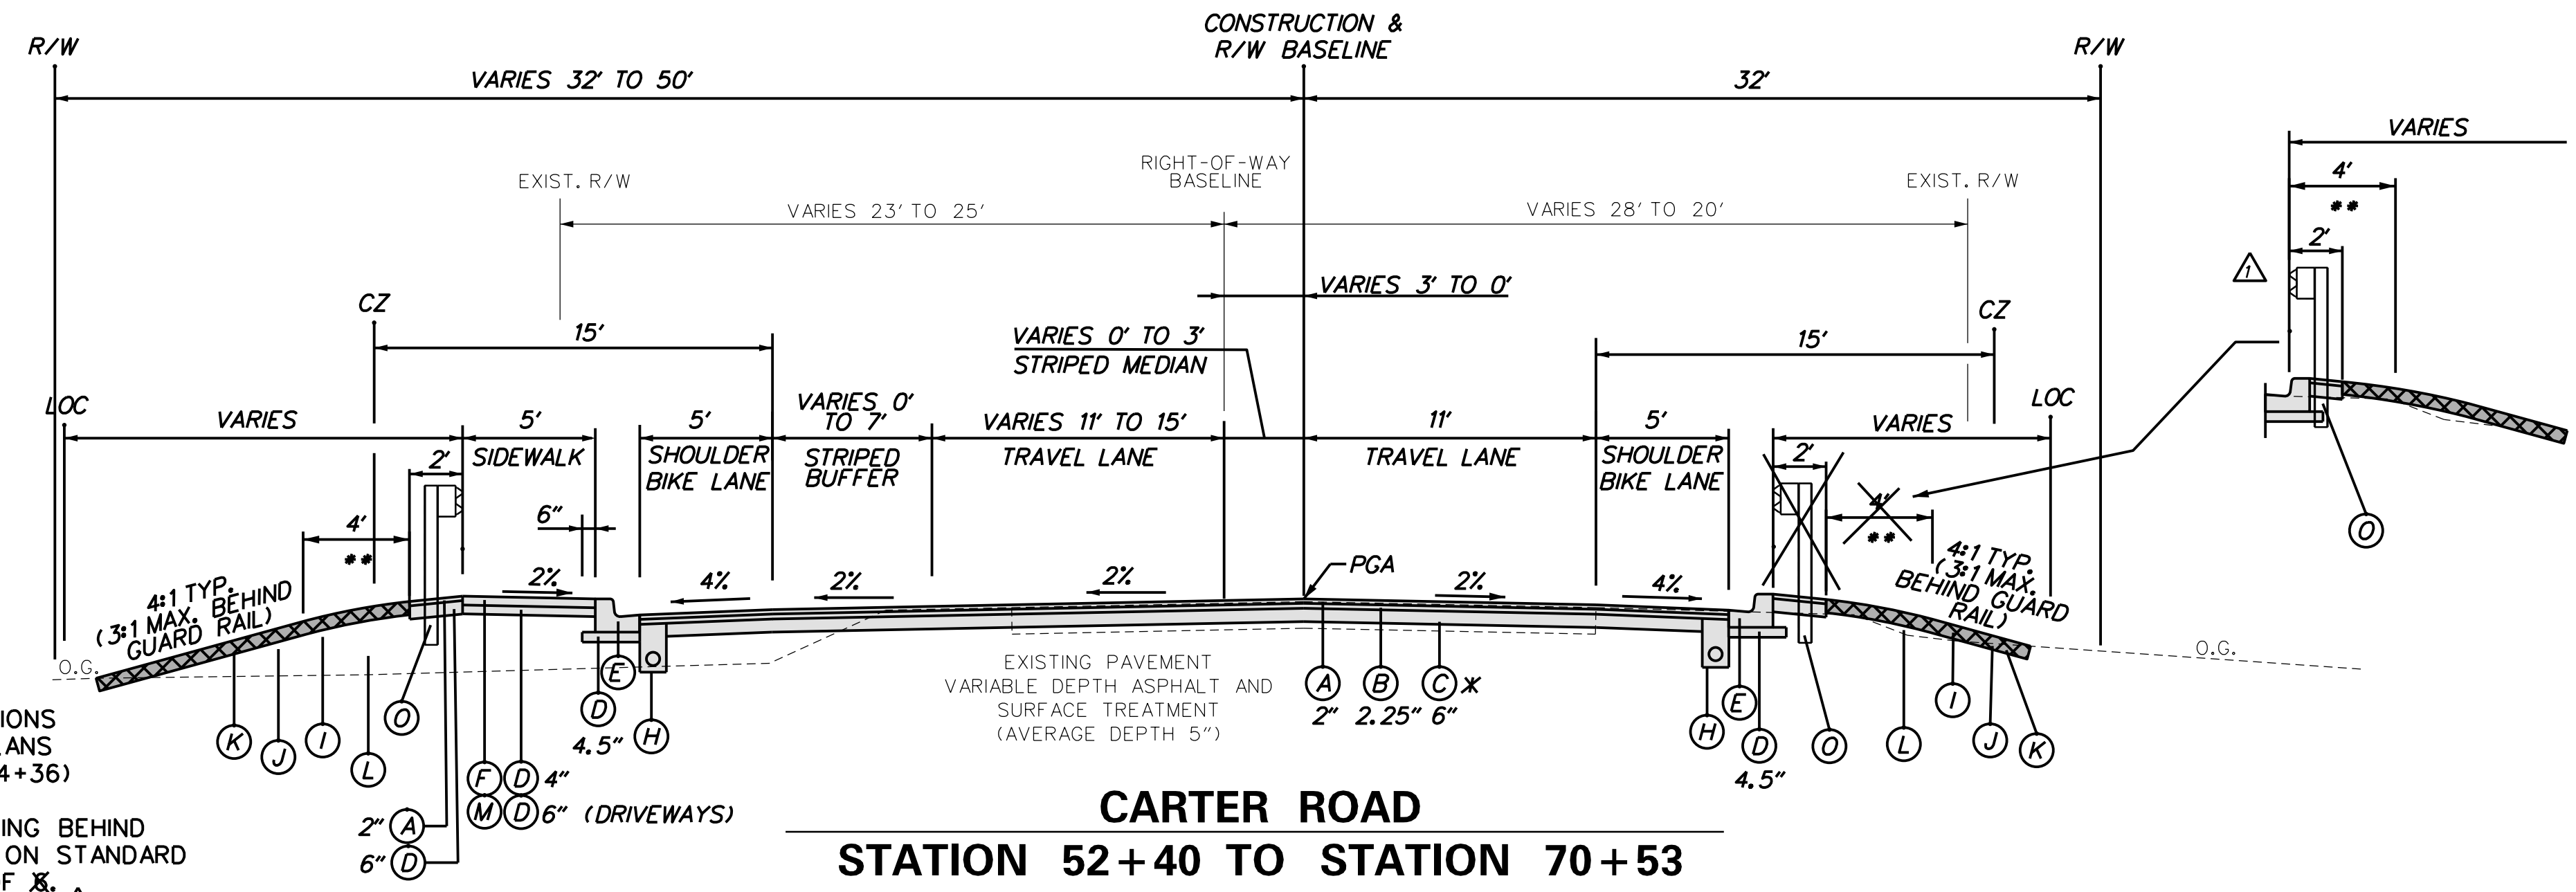 CONSTRUCTION &
R/W BASELINE
R/W
R/W
VARIES 32' TO 50'
32'
VARIES
4'
**
2'
1
RIGHT-OF-WAY
BASELINE
EXIST. R/W
EXIST. R/W
VARIES 23' TO 25'
VARIES 28' TO 20'
VARIES 3' TO 0'
CZ
CZ
15'
15'
VARIES 0' TO 3'
STRIPED MEDIAN
LOC
LOC
VARIES
5'
SIDEWALK
5'
SHOULDER
BIKE LANE
VARIES 0'
TO 7'
STRIPED
BUFFER
VARIES 11' TO 15'
TRAVEL LANE
11'
TRAVEL LANE
5'
SHOULDER
BIKE LANE
VARIES
2'
2'
6"
4'
**
4'
**
O
PGA
2%
4%
2%
2%
2%
4%
4:1 TYP.
(3:1 MAX. BEHIND
GUARD RAIL)
4:1 TYP.
(3:1 MAX.
BEHIND GUARD
RAIL)
O.G.
O.G.
EXISTING PAVEMENT
VARIABLE DEPTH ASPHALT AND
SURFACE TREATMENT
(AVERAGE DEPTH 5")
A B C *
2" 2.25" 6"
K J I L O
E
D
4.5"
H
H
E
D
4.5"
O L I J K
F D 4"
M D 6" (DRIVEWAYS)
2" A
6" D
IONS
ANS
4+36)
ING BEHIND
ON STANDARD
CARTER ROAD
STATION 52+40 TO STATION 70+53